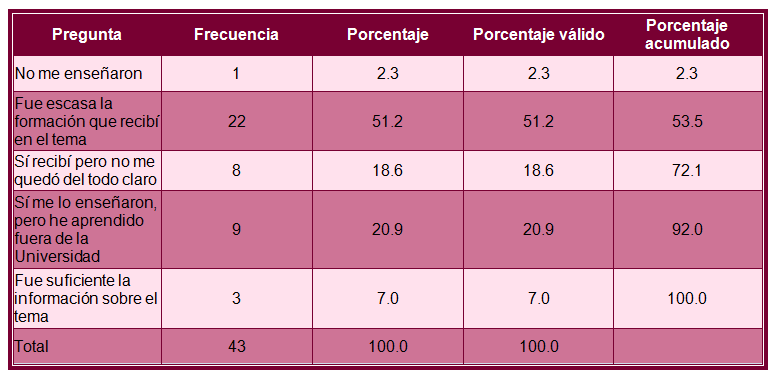 Pregunta Frecuencia Porcentaje Porcentaje válido Porcentaje
acumulado
No me enseñaron 1 2.3 2.3 2.3
Fue escasa la
formación que recibí
en el tema
22 51.2 51.2 53.5
Sí recibí pero no me
quedó del todo claro
8 18.6 18.6 72.1
Sí me lo enseñaron,
pero he aprendido
fuera de la
Universidad
9 20.9 20.9 92.0
Fue suficiente la
información sobre el
tema
3 7.0 7.0 100.0
Total 43 100.0 100.0